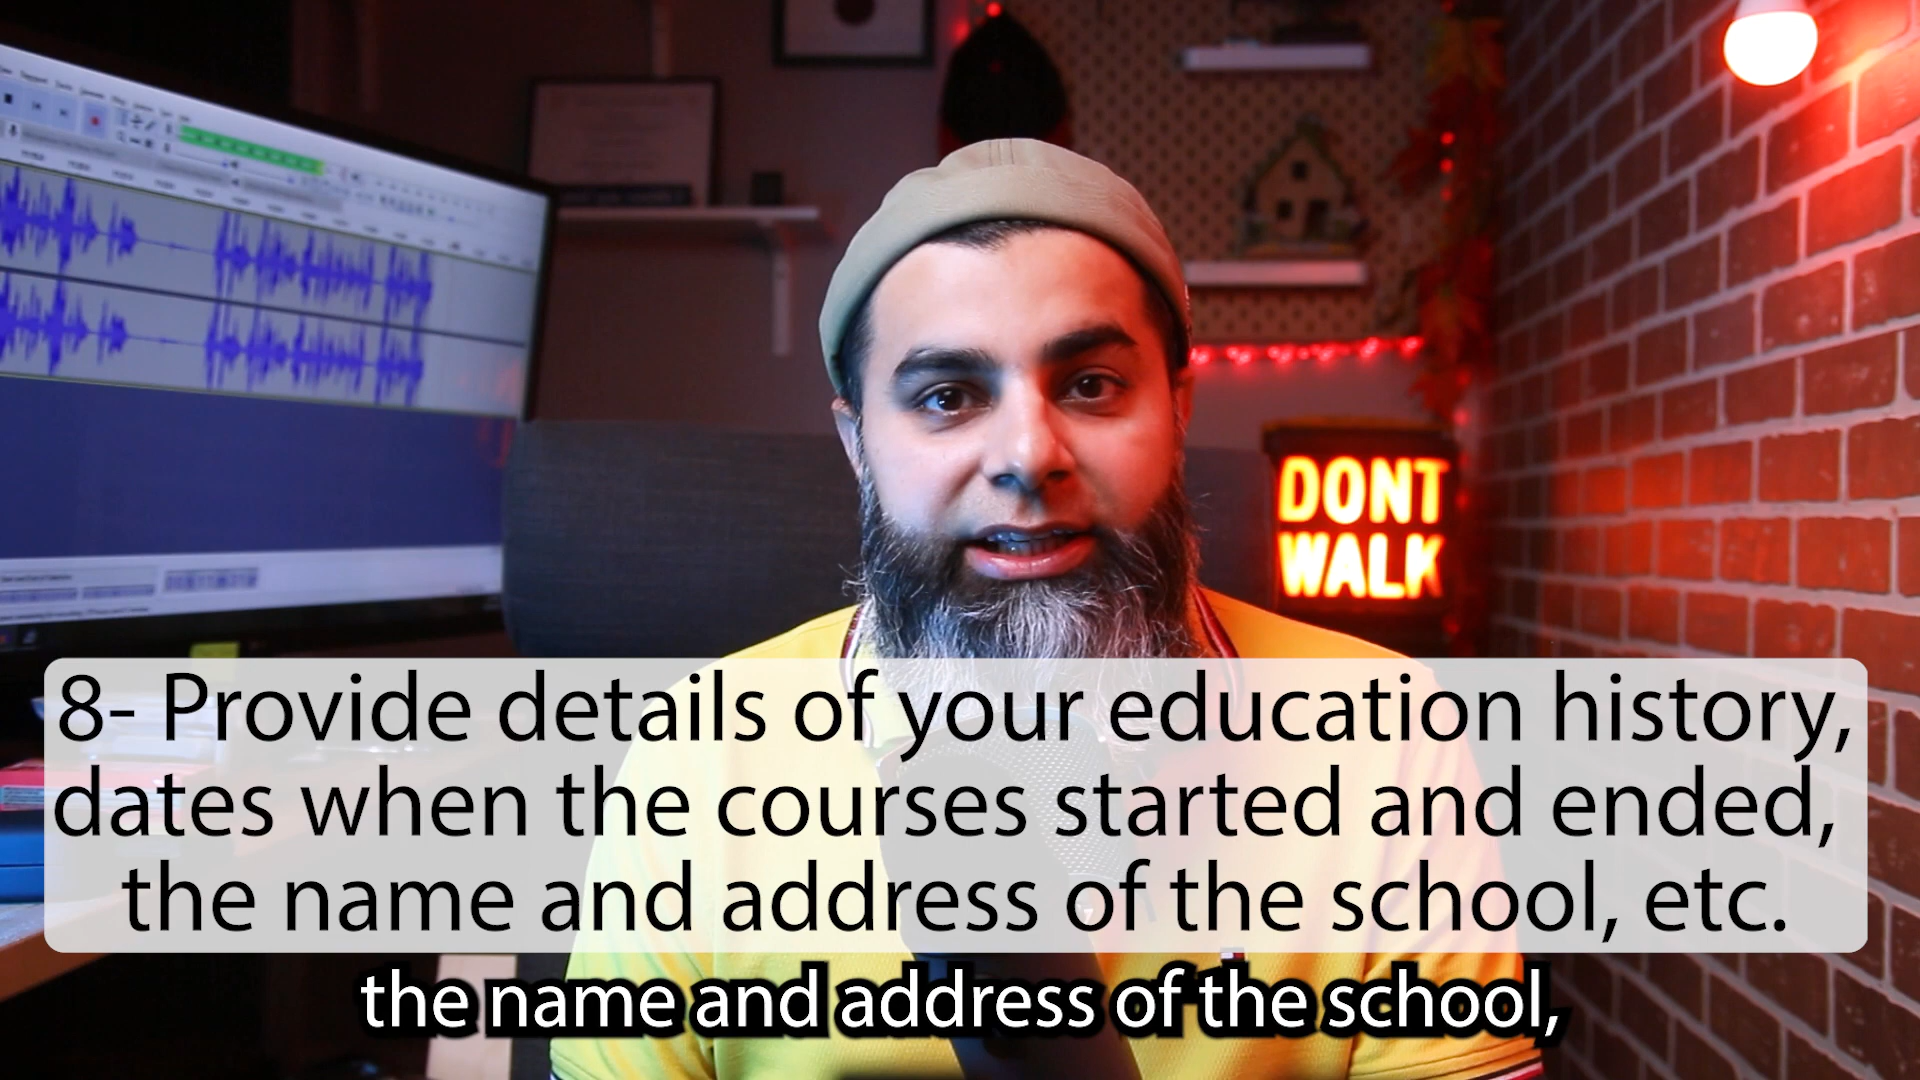 DONT
WALK
8- Provide details of your education history,
dates when the courses started and ended,
the name and address of the school, etc.
the name and address of the school,